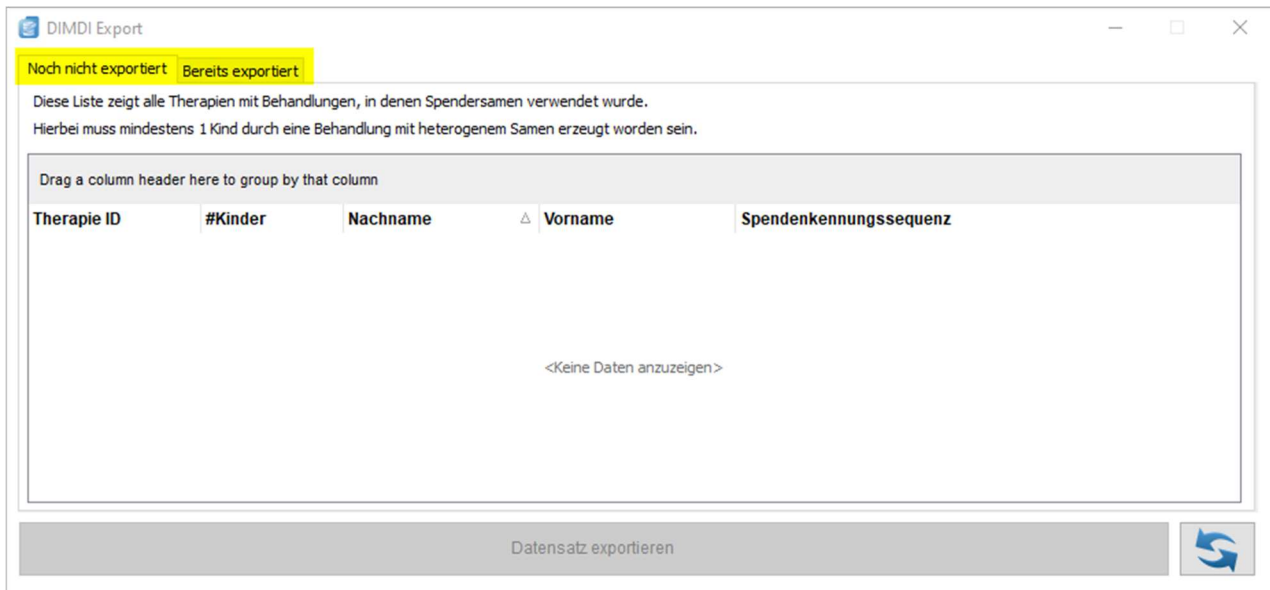 DIMDI Export
Noch nicht exportiert Bereits exportiert
Diese Liste zeigt alle Therapien mit Behandlungen, in denen Spendersamen verwendet wurde.
Hierbei muss mindestens 1 Kind durch eine Behandlung mit heterogenem Samen erzeugt worden sein.
Drag a column header here to group by that column
Therapie ID #Kinder Nachname Vorname Spendenkennungssequenz
<Keine Daten anzuzeigen>
Datensatz exportieren